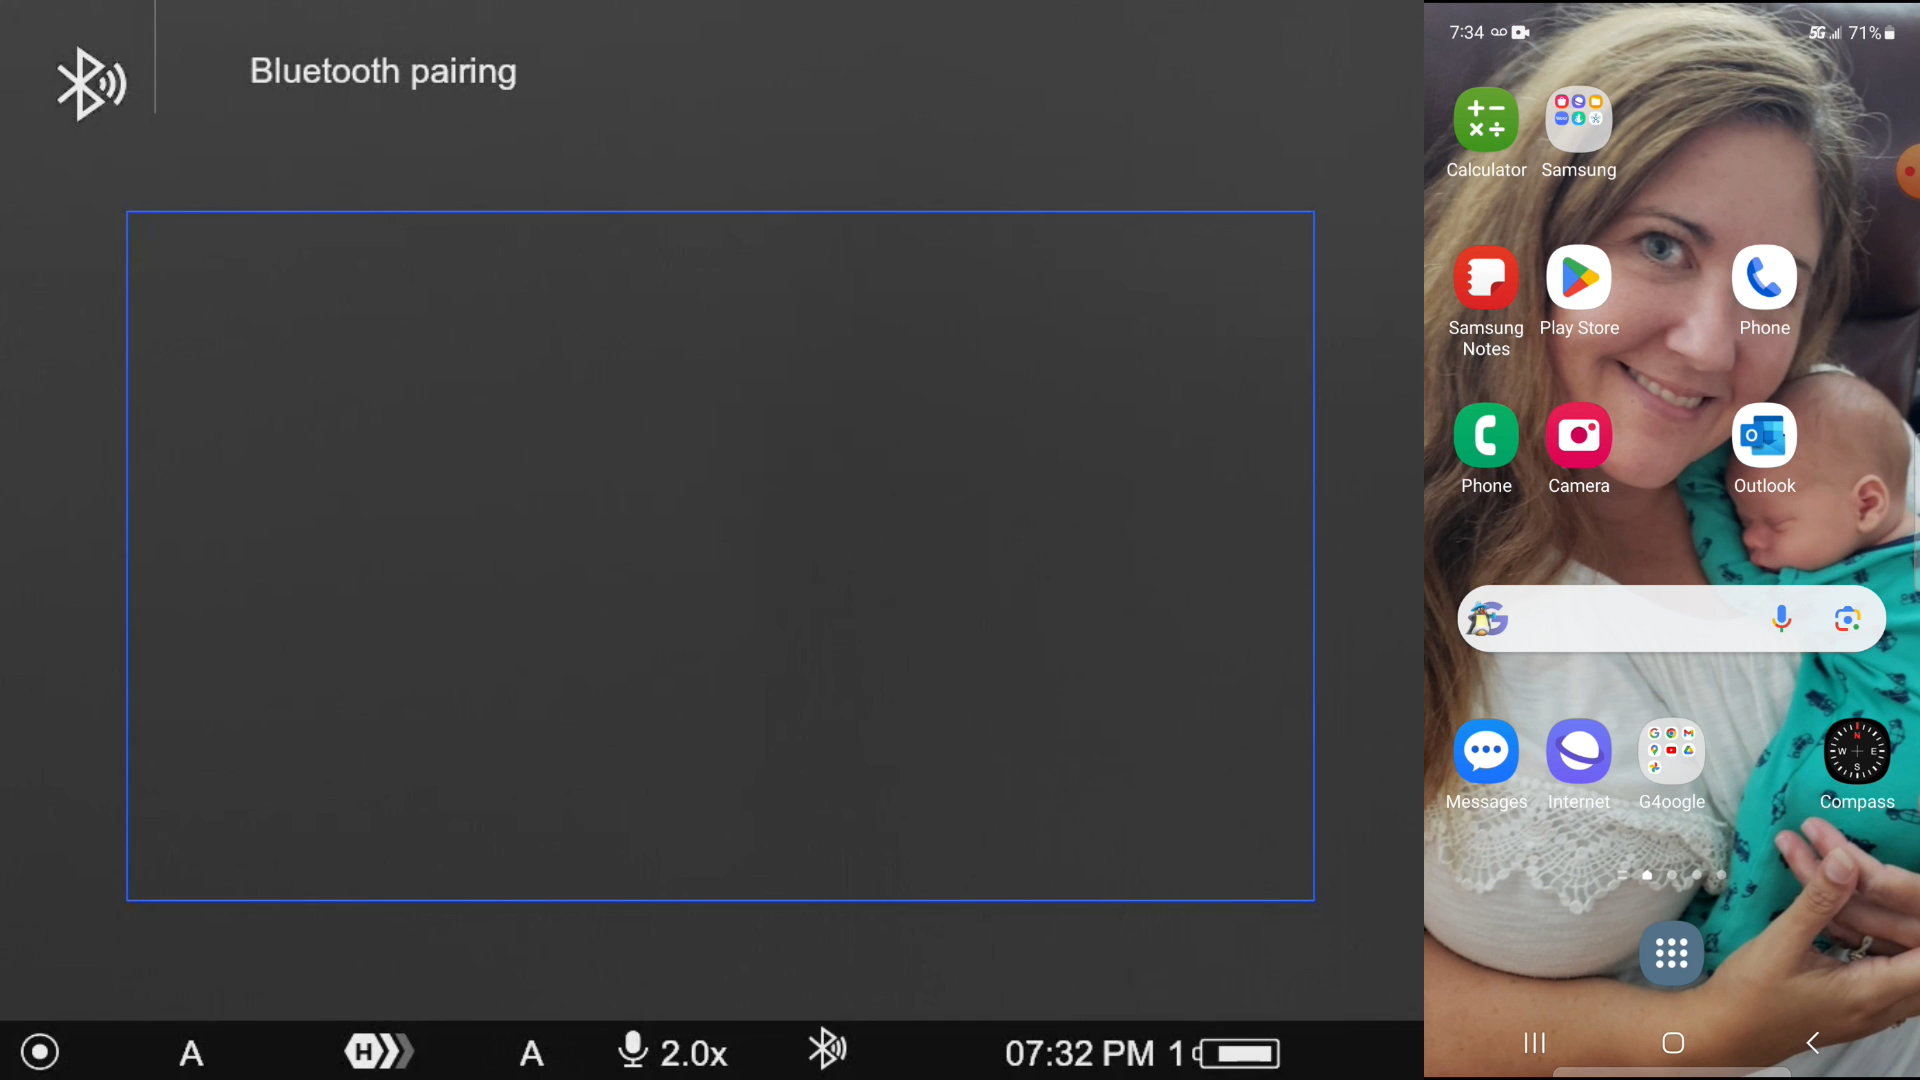 Bluetooth pairing
A
H
A
2.0x
07:32 PM 1
7:34
5G
71%
Calculator
Samsung
Samsung
Notes
Play Store
Phone
Phone
Camera
Outlook
Messages
Internet
G4oogle
N
W E
S
Compass